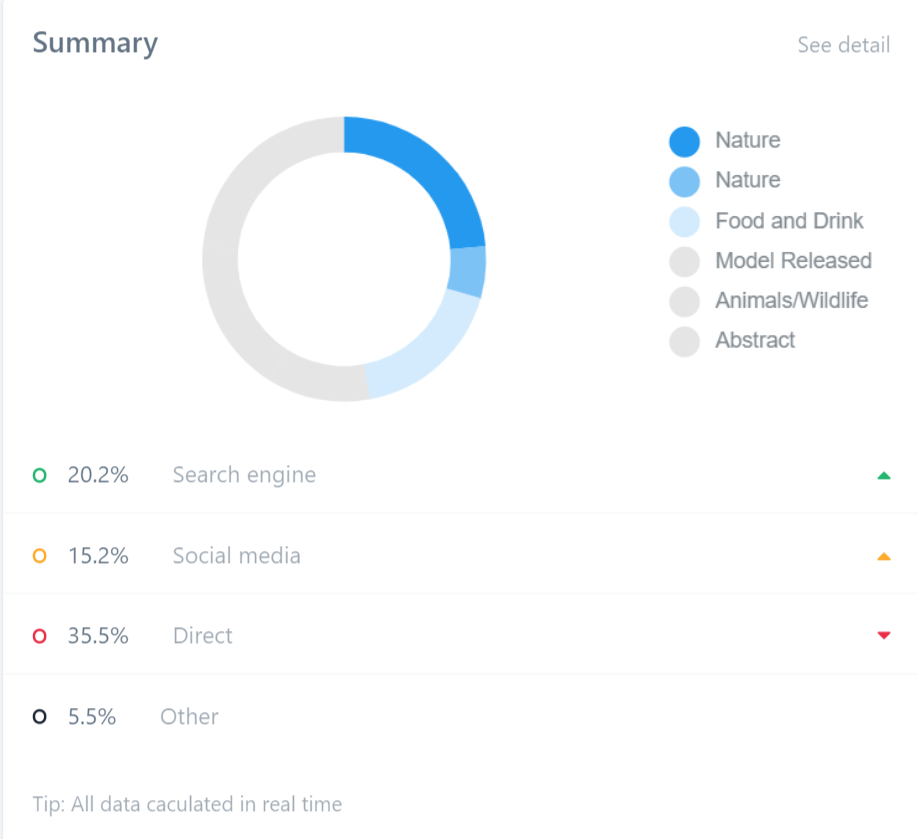 Summary
See detail
Nature
Nature
Food and Drink
Model Released
Animals/Wildlife
Abstract
20.2% Search engine
15.2% Social media
35.5% Direct
5.5% Other
Tip: All data caculated in real time